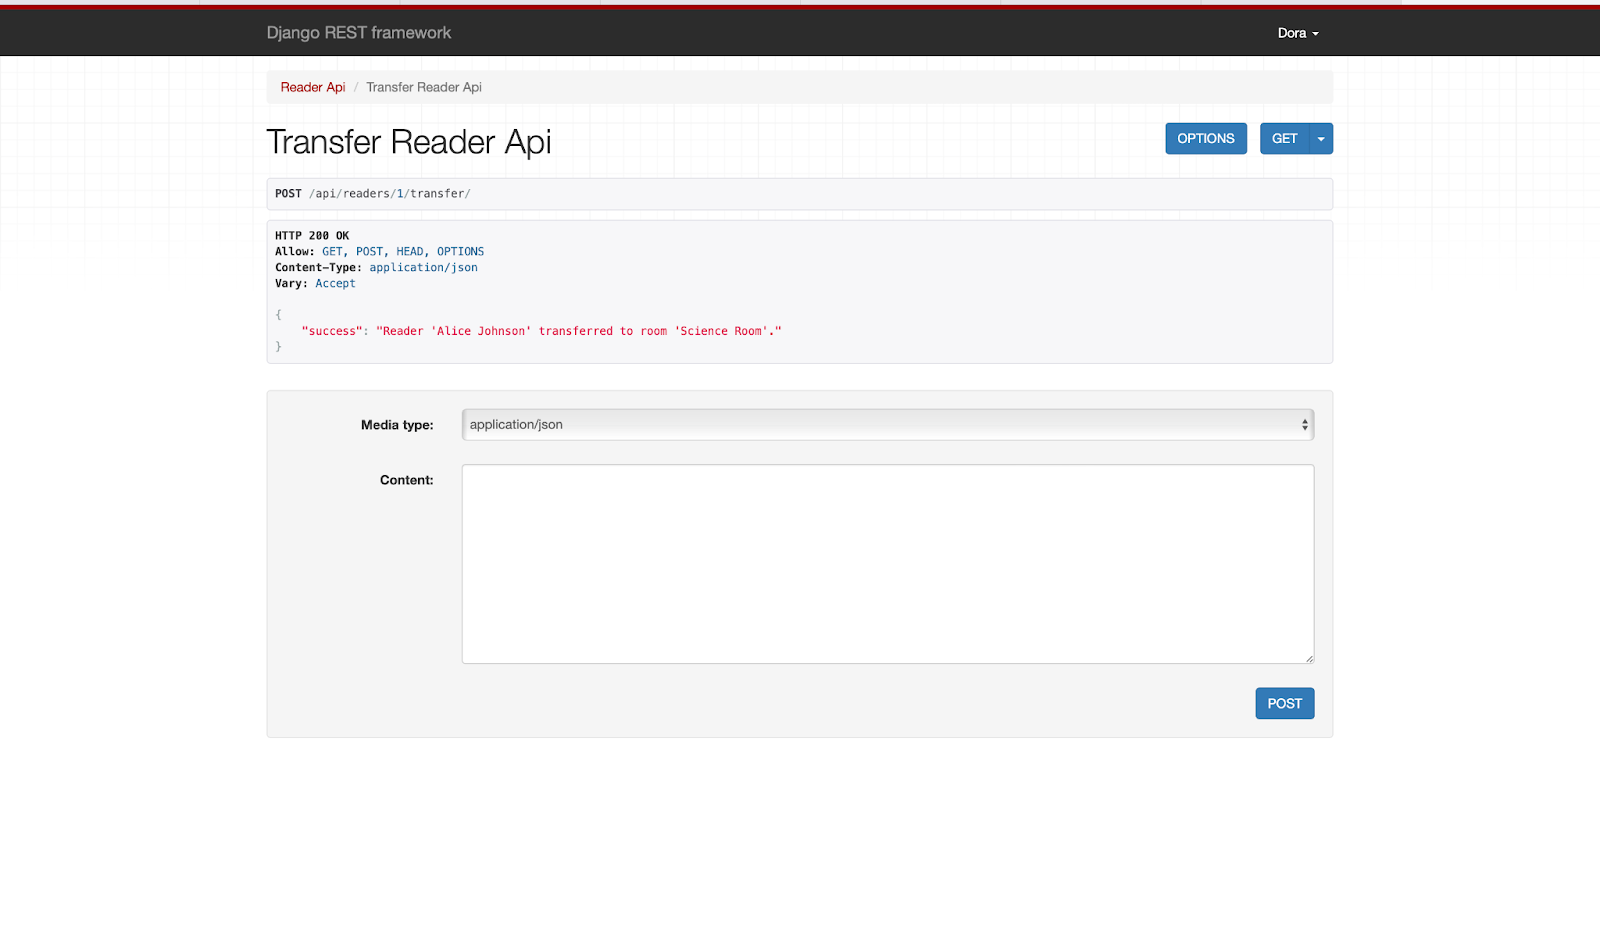 Django REST framework
Dora
Reader Api / Transfer Reader Api
Transfer Reader Api
OPTIONS
GET
POST /api/readers/1/transfer/
HTTP 200 OK
Allow: GET, POST, HEAD, OPTIONS
Content-Type: application/json
Vary: Accept
{
"success": "Reader 'Alice Johnson' transferred to room 'Science Room'."
}
Media type:
application/json
Content:
POST